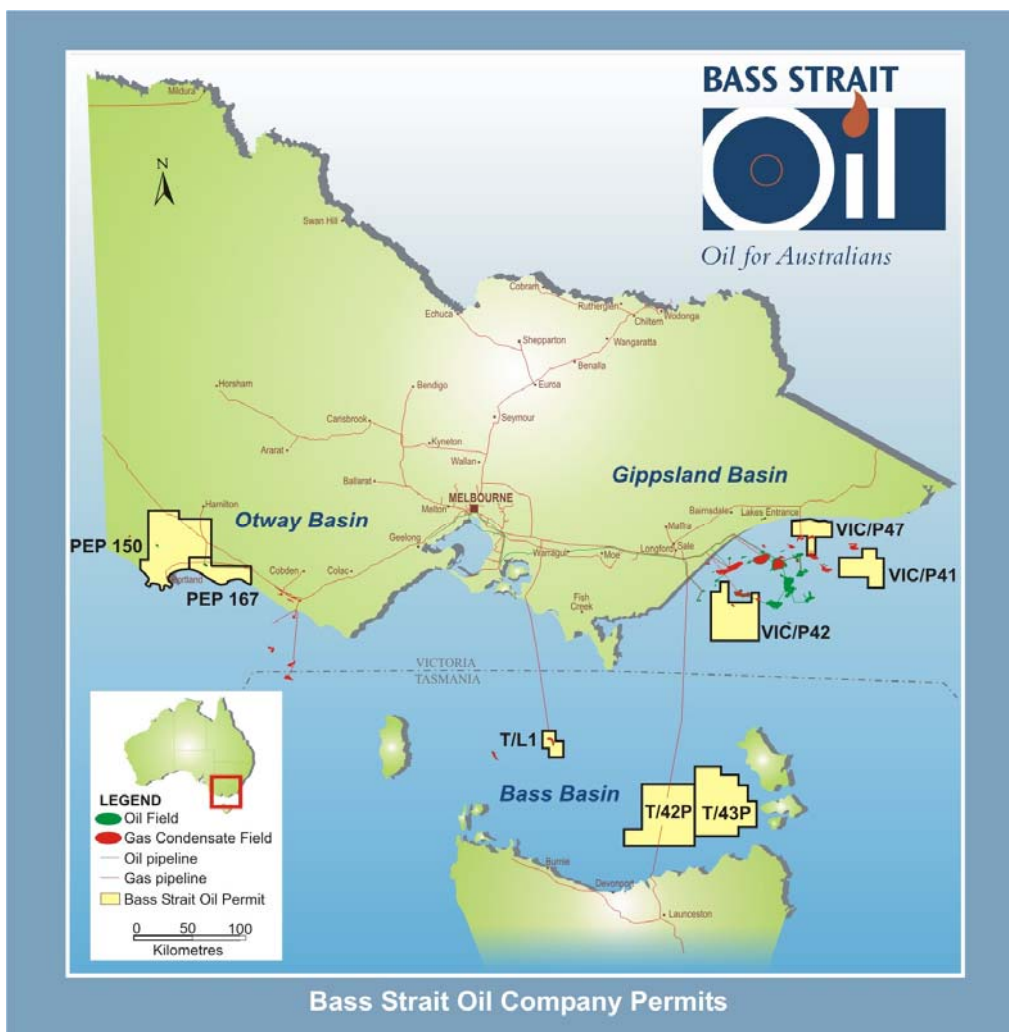 BASS STRAIT
Oil
Oil for Australians
Mildura
N
Swan Hill
Cobram
Rutherglen
Echuca
Chiltern
Wodonga
Shepparton
Wangaratta
Benalla
Horsham
Bendigo
Euroa
Carisbrook
Seymour
Ararat
Kyneton
Wallan
Gippsland Basin
Ballarat
MELBOURNE
Melton
Hamilton
Otway Basin
Bairnsdale
Lakes Entrance
Maffra
VIC/P47
PEP 150
Geelong
Warragul
Moe
Longford
Sale
VIC/P41
Portland
Cobden
Colac
PEP 167
Fish
Creek
VIC/P42
VICTORIA
TASMANIA
T/L1
Bass Basin
T/42P
T/43P
LEGEND
Oil Field
Gas Condensate Field
Oil pipeline
Gas pipeline
Bass Strait Oil Permit
0 50 100
Kilometres
Burnie
Devonport
Launceston
Bass Strait Oil Company Permits